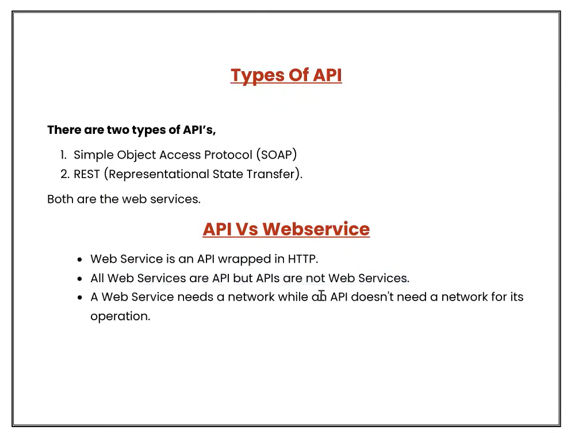 Types Of API
There are two types of API's,
1. Simple Object Access Protocol (SOAP)
2. REST (Representational State Transfer).
Both are the web services.
API Vs Webservice
• Web Service is an API wrapped in HTTP.
• All Web Services are API but APIs are not Web Services.
• A Web Service needs a network while an API doesn't need a network for its
operation.